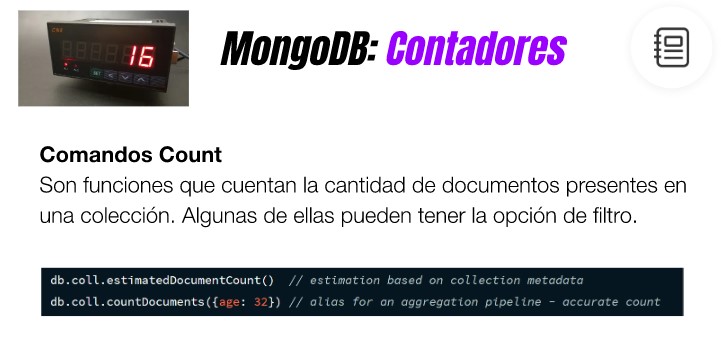 16
MongoDB: Contadores
Comandos Count
Son funciones que cuentan la cantidad de documentos presentes en
una colección. Algunas de ellas pueden tener la opción de filtro.
db.coll.estimatedDocumentCount()  // estimation based on collection metadata
db.coll.countDocuments({age: 32}) // alias for an aggregation pipeline - accurate count